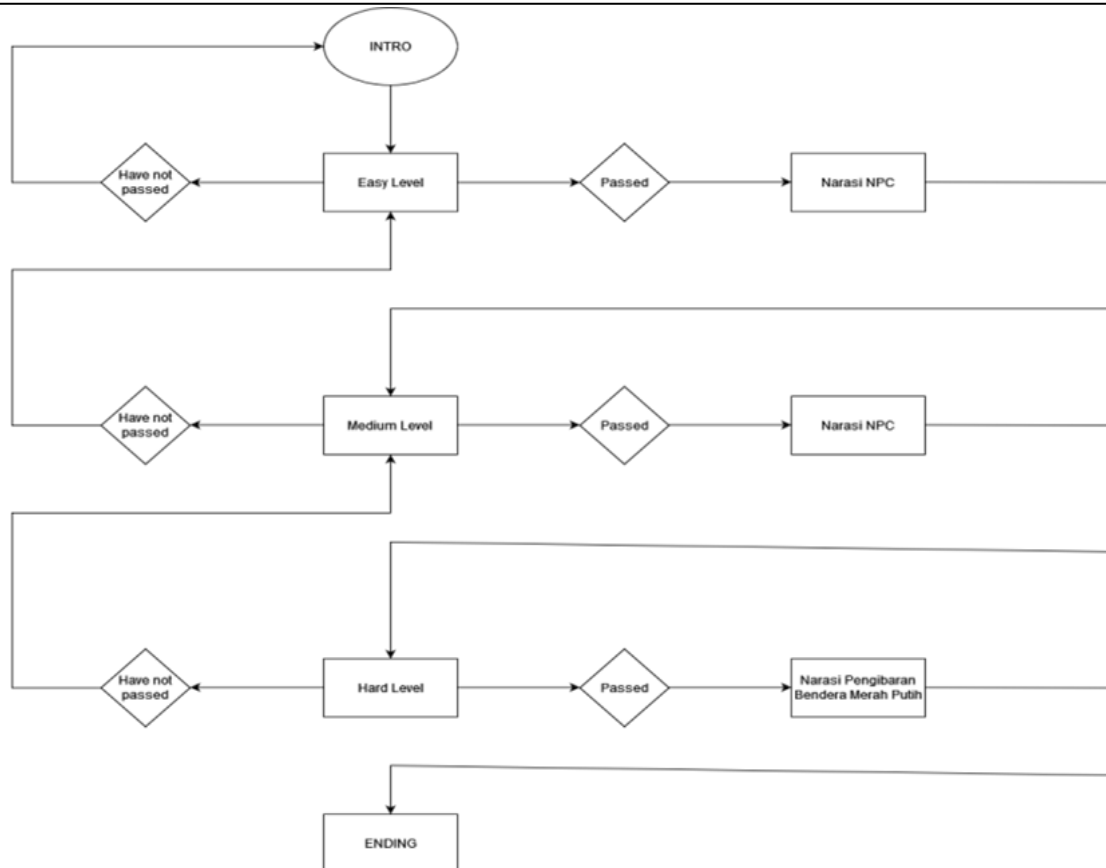 INTRO
Have not
passed
Easy Level
Passed
Narasi NPC
Have not
passed
Medium Level
Passed
Narasi NPC
Have not
passed
Hard Level
Passed
Narasi Pengibaran
Bendera Merah Putih
ENDING